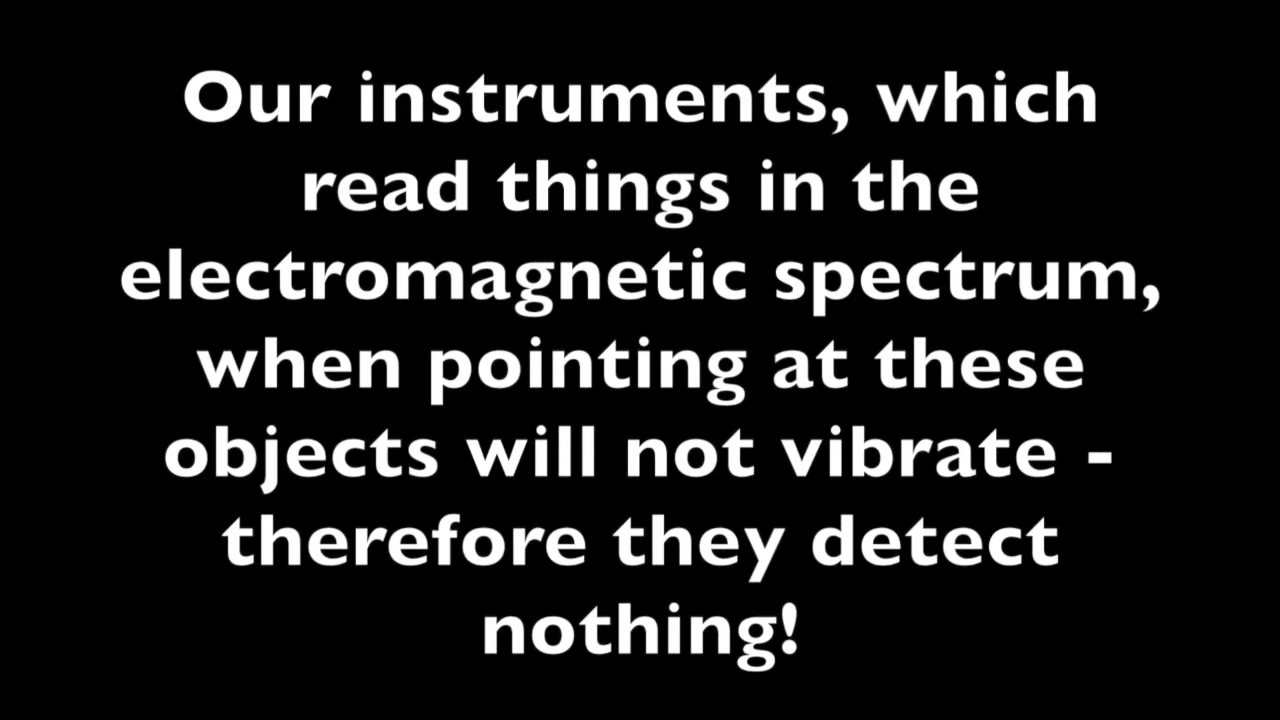 Our instruments, which
read things in the
electromagnetic spectrum,
when pointing at these
objects will not vibrate -
therefore they detect
nothing!